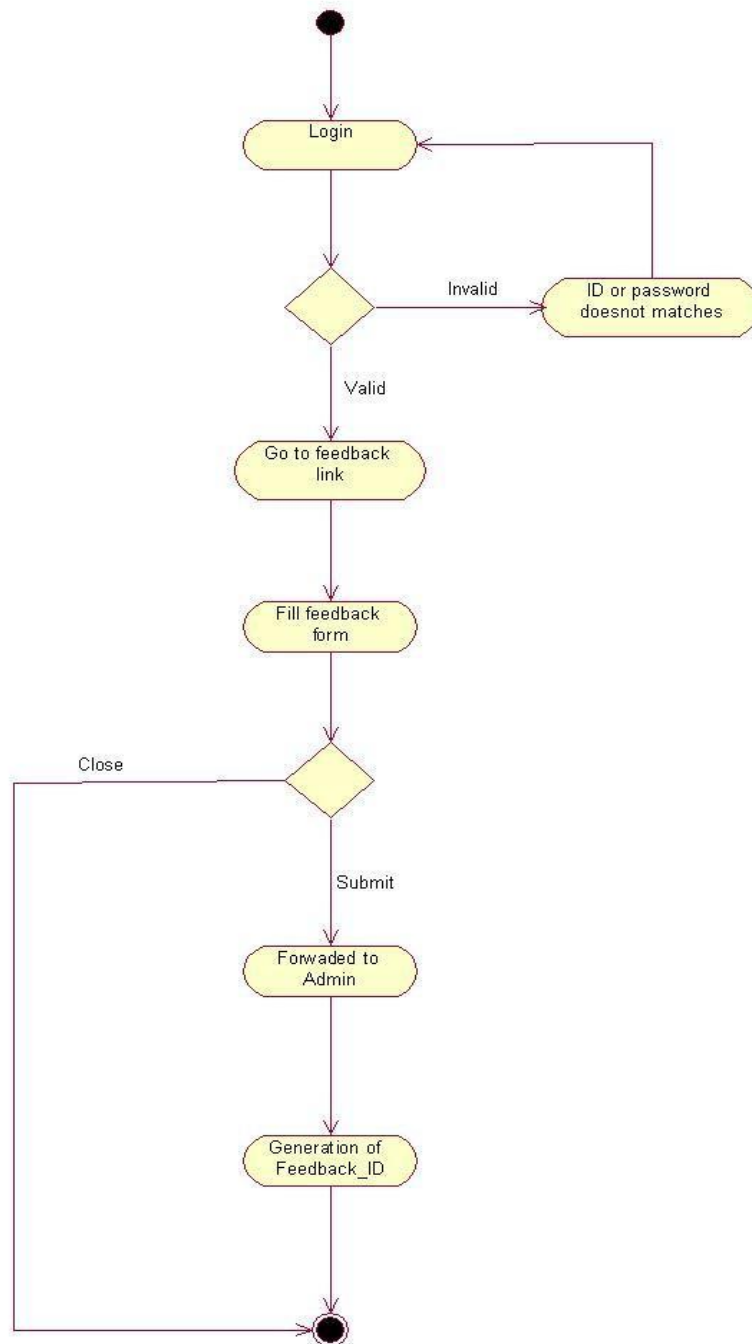 Login
Invalid
ID or password
doesnot matches
Valid
Go to feedback
link
Fill feedback
form
Close
Submit
Forwaded to
Admin
Generation of
Feedback_ID